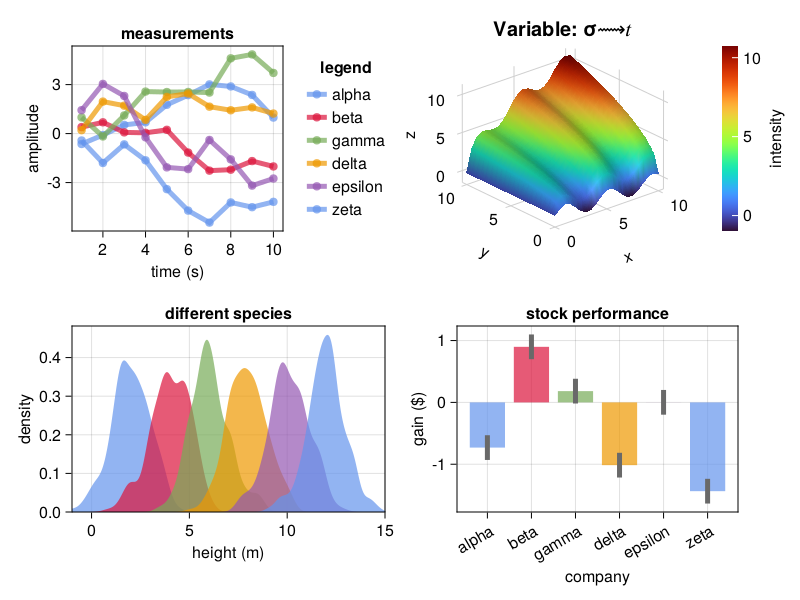 measurements
amplitude
3
0
-3
2
4
6
8
10
time (s)
legend
alpha
beta
gamma
delta
epsilon
zeta
Variable: σ⟿𝑡
z
10
5
0
10
5
0
y
0
5
10
x
10
5
0
intensity
different species
density
0.4
0.3
0.2
0.1
0.0
0
5
10
15
height (m)
stock performance
gain ($)
1
0
-1
alpha
beta
gamma
delta
epsilon
zeta
company